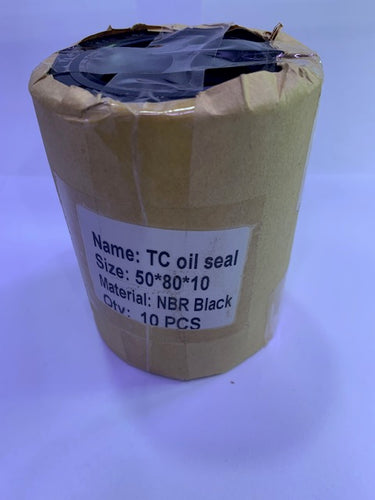 Name: TC oil seal
Size: 50*80*10
Material: NBR Black
Qty: 10 PCS